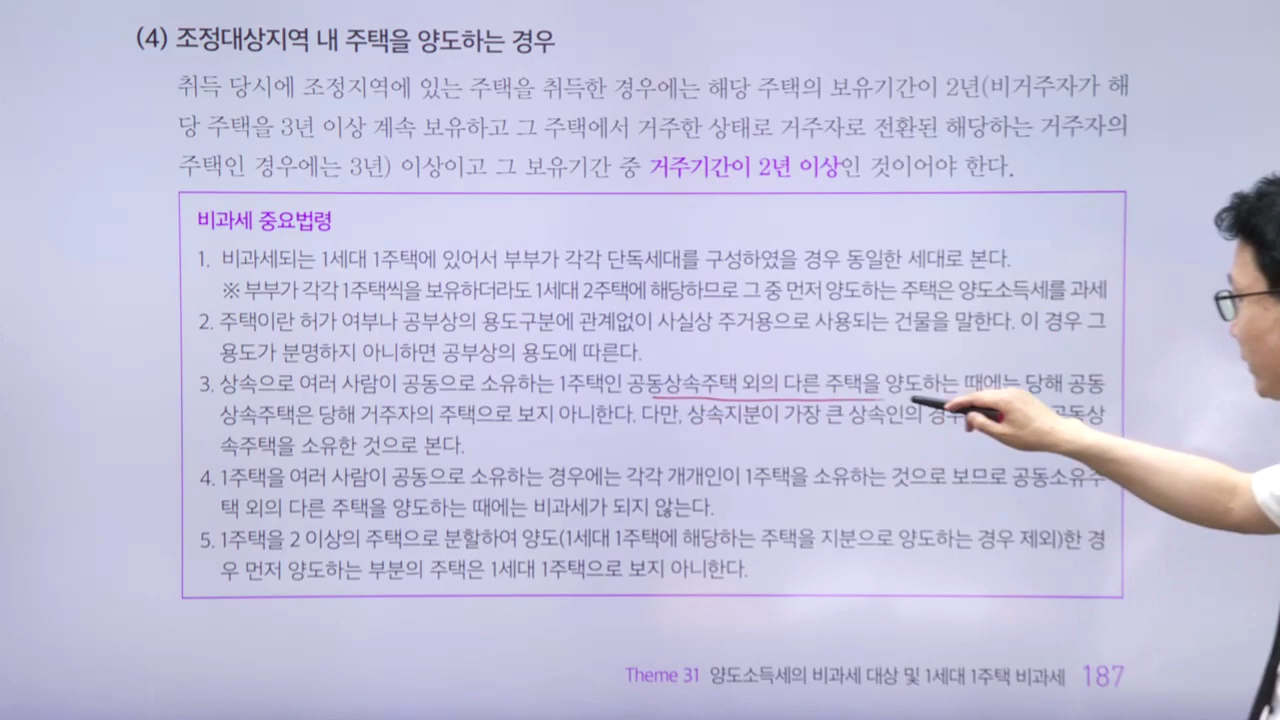 (4) 조정대상지역 내 주택을 양도하는 경우
취득 당시에 조정지역에 있는 주택을 취득한 경우에는 해당 주택의 보유기간이 2년(비거주자가 해
당 주택을 3년 이상 계속 보유하고 그 주택에서 거주한 상태로 거주자로 전환된 해당하는 거주자의
주택인 경우에는 3년) 이상이고 그 보유기간 중 거주기간이 2년 이상인 것이어야 한다.
비과세 중요법령
1. 비과세되는 1세대 1주택에 있어서 부부가 각각 단독세대를 구성하였을 경우 동일한 세대로 본다.
※ 부부가 각각 1주택씩을 보유하더라도 1세대 2주택에 해당하므로 그 중 먼저 양도하는 주택은 양도소득세를 과세
2. 주택이란 허가 여부나 공부상의 용도구분에 관계없이 사실상 주거용으로 사용되는 건물을 말한다. 이 경우 그
용도가 분명하지 아니하면 공부상의 용도에 따른다.
3. 상속으로 여러 사람이 공동으로 소유하는 1주택인 공동상속주택 외의 다른 주택을 양도하는 때에는 당해 공동
상속주택은 당해 거주자의 주택으로 보지 아니한다. 다만, 상속지분이 가장 큰 상속인의 공동상
속주택을 소유한 것으로 본다.
4. 1주택을 여러 사람이 공동으로 소유하는 경우에는 각각 개개인이 1주택을 소유하는 것으로 보므로 공동소유주
택 외의 다른 주택을 양도하는 때에는 비과세가 되지 않는다.
5. 1주택을 2 이상의 주택으로 분할하여 양도(1세대 1주택에 해당하는 주택을 지분으로 양도하는 경우 제외)한 경
우 먼저 양도하는 부분의 주택은 1세대 1주택으로 보지 아니한다.
Theme 31 양도소득세의 비과세 대상 및 1세대 1주택 비과세 187